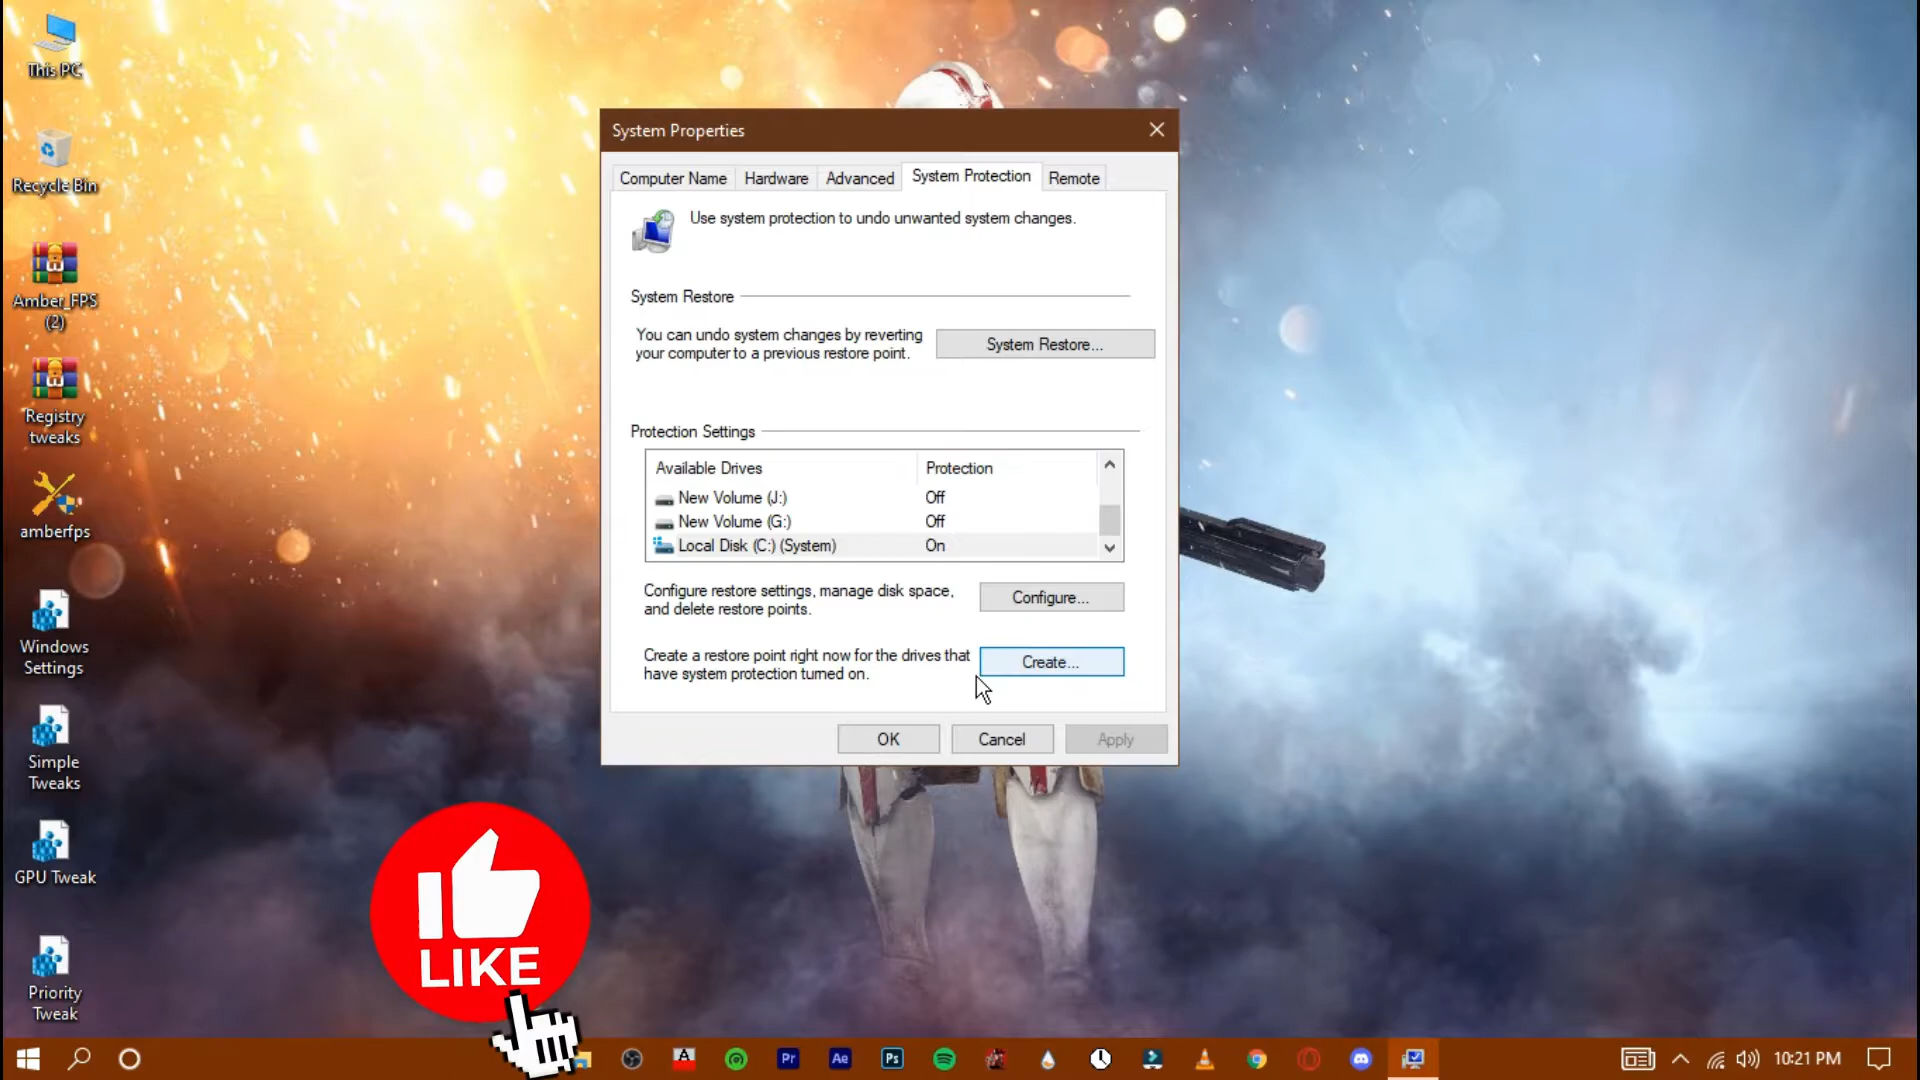 This PC
Recycle Bin
Amber_FPS
(2)
Registry
tweaks
amberfps
Windows
Settings
Simple
Tweaks
GPU Tweak
Priority
Tweak
System Properties
Computer Name
Hardware
Advanced
System Protection
Remote
Use system protection to undo unwanted system changes.
System Restore
You can undo system changes by reverting
your computer to a previous restore point.
System Restore...
Protection Settings
Available Drives
Protection
New Volume (J:)
Off
New Volume (G:)
Off
Local Disk (C:) (System)
On
Configure restore settings, manage disk space,
and delete restore points.
Configure...
Create a restore point right now for the drives that
have system protection turned on.
Create...
OK
Cancel
Apply
LIKE
A
Pr
Ae
Ps
10:21 PM